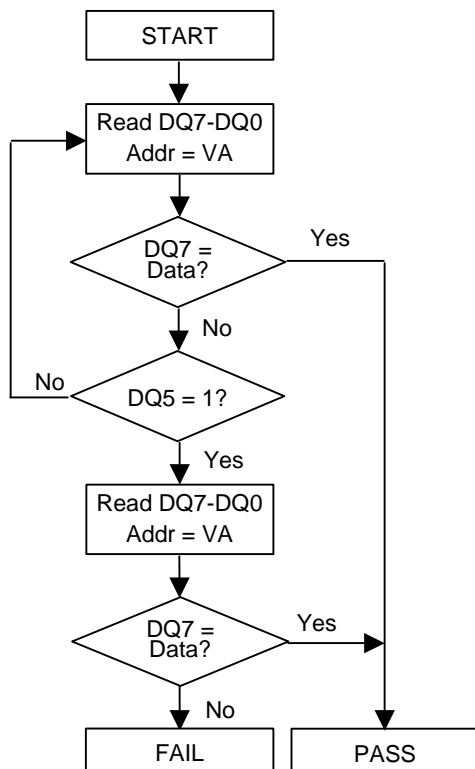 START
Read DQ7-DQ0
Addr = VA
DQ7 =
Data?
Yes
No
No
DQ5 = 1?
Yes
Read DQ7-DQ0
Addr = VA
DQ7 =
Data?
Yes
No
FAIL
PASS